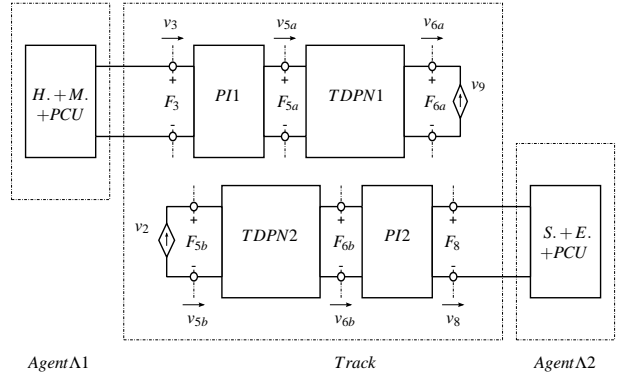 v3 v5a v6a
H. + M. +PCU
+ F3 -
PI1
+ F5a -
TDPN1
+ F6a -
v9
v2
+ F5b -
TDPN2
+ F6b -
PI2
+ F8 -
S. + E. +PCU
v5b v6b v8
AgentΛ1 Track AgentΛ2